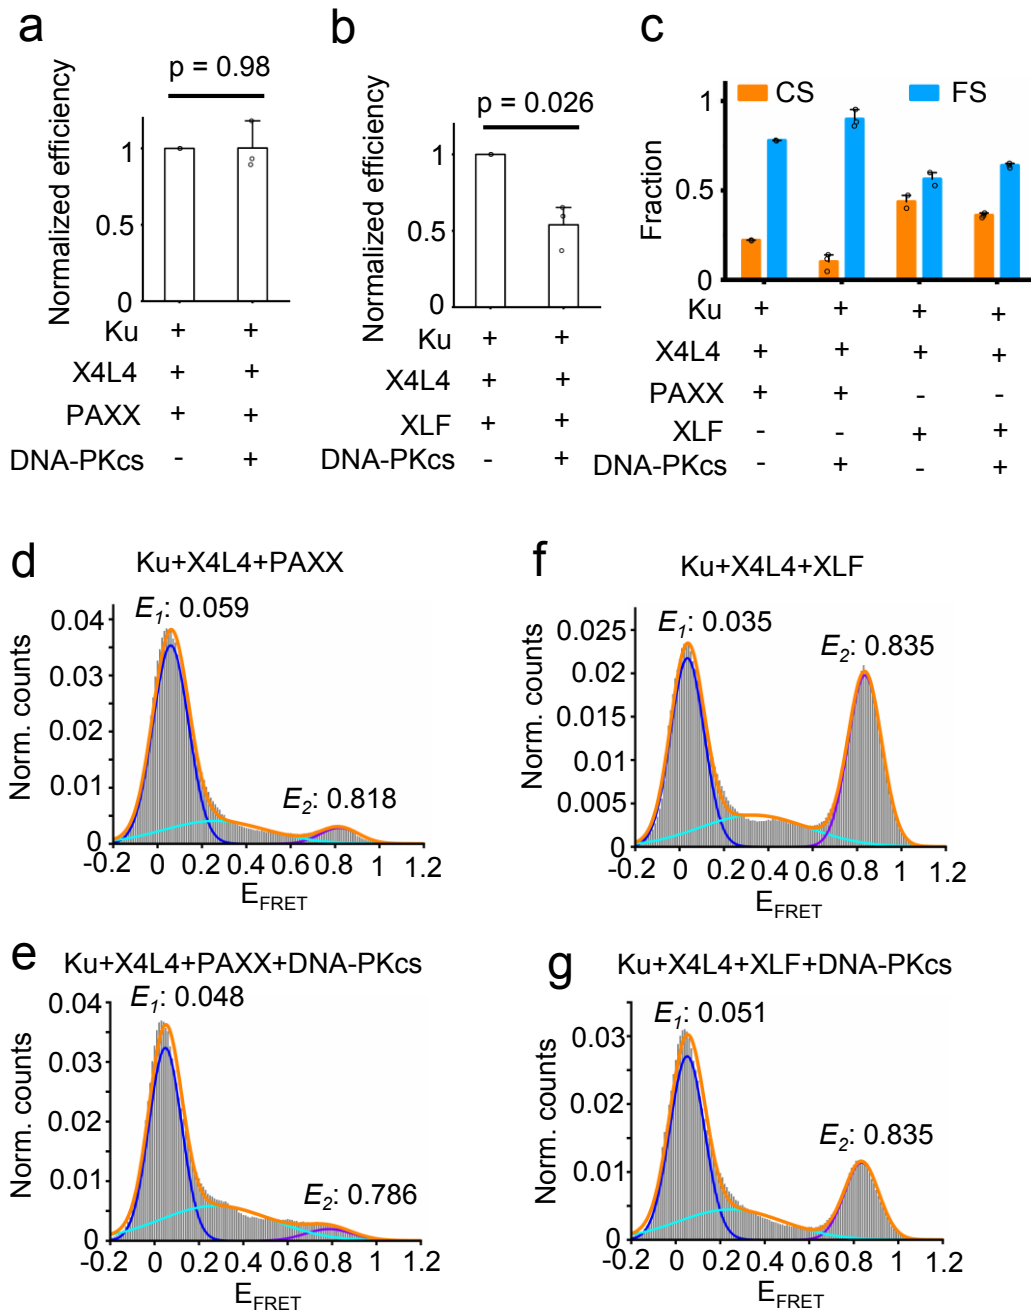 a
p = 0.98
Normalized efficiency
1
0.5
0
Ku + +
X4L4 + +
PAXX + +
DNA-PKcs - +
b
p = 0.026
Normalized efficiency
1
0.5
0
Ku + +
X4L4 + +
XLF + +
DNA-PKcs - +
c
CS FS
Fraction
1
0.5
0
Ku + + + +
X4L4 + + + +
PAXX + + - -
XLF - - + +
DNA-PKcs - + - +
d
Ku+X4L4+PAXX
E1: 0.059
E2: 0.818
Norm. counts
0.04
0.03
0.02
0.01
0
-0.2 0 0.2 0.4 0.6 0.8 1 1.2
EFRET
e
Ku+X4L4+PAXX+DNA-PKcs
E1: 0.048
E2: 0.786
Norm. counts
0.04
0.03
0.02
0.01
0
-0.2 0 0.2 0.4 0.6 0.8 1 1.2
EFRET
f
Ku+X4L4+XLF
E1: 0.035
E2: 0.835
Norm. counts
0.025
0.02
0.015
0.01
0.005
0
-0.2 0 0.2 0.4 0.6 0.8 1 1.2
EFRET
g
Ku+X4L4+XLF+DNA-PKcs
E1: 0.051
E2: 0.835
Norm. counts
0.03
0.02
0.01
0
-0.2 0 0.2 0.4 0.6 0.8 1 1.2
EFRET